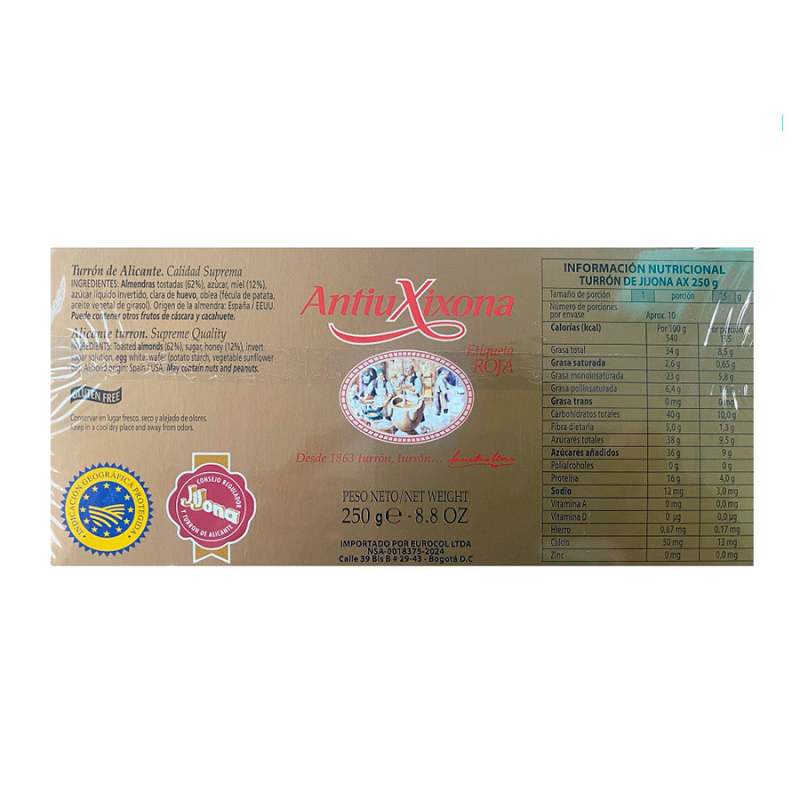 Turrón de Alicante. Calidad Suprema
INGREDIENTES: Almendras tostadas (62%), azúcar, miel (12%),
azúcar líquido invertido, clara de huevo, oblea (fécula de patata,
aceite vegetal de girasol). Origen de la almendra: España / EEUU.
Puede contener otros frutos de cáscara y cacahuete.
Alicante turron. Supreme Quality
INGREDIENTS: Toasted almonds (62%), sugar, honey (12%), invert
sugar solution, egg white, wafer (potato starch, vegetable sunflower
oil). Almond origin: Spain / USA. May contain nuts and peanuts.
GLUTEN FREE
Conservar en lugar fresco, seco y alejado de olores.
Keep in a cool dry place and away from odors.
INDICACIÓN GEOGRÁFICA PROTEGIDA
CONSEJO REGULADOR
Jijona
Y TURRÓN DE ALICANTE
AntiuXixona
Etiqueta
ROJA
Desde 1863 turrón, turrón...
PESO NETO/NET WEIGHT
250 g e - 8.8 OZ
IMPORTADO POR EUROCOL LTDA
NSA-0018375-2024
Calle 39 Bis B # 29-43 - Bogotá D.C
INFORMACIÓN NUTRICIONAL
TURRÓN DE JIJONA AX 250 g
Tamaño de porción 1 porción g
Número de porciones
por envase Aprox. 10
Calorías (kcal) Por 100 g por porción
540 135
Grasa total 34 g 8,5 g
Grasa saturada 2,6 g 0,65 g
Grasa monoinsaturada 23 g 5,8 g
Grasa poliinsaturada 6,4 g
Grasa trans 0 mg 0 mg
Carbohidratos totales 40 g 10,0 g
Fibra dietaria 5,0 g 1,3 g
Azúcares totales 38 g 9,5 g
Azúcares añadidos 36 g 9 g
Polialcoholes 0 g 0 g
Proteína 16 g 4,0 g
Sodio 12 mg 3,0 mg
Vitamina A 0 mg 0,0 mg
Vitamina D 0 µg 0,0 µg
Hierro 0,67 mg 0,17 mg
Calcio 50 mg 13 mg
Zinc 0 mg 0,0 mg